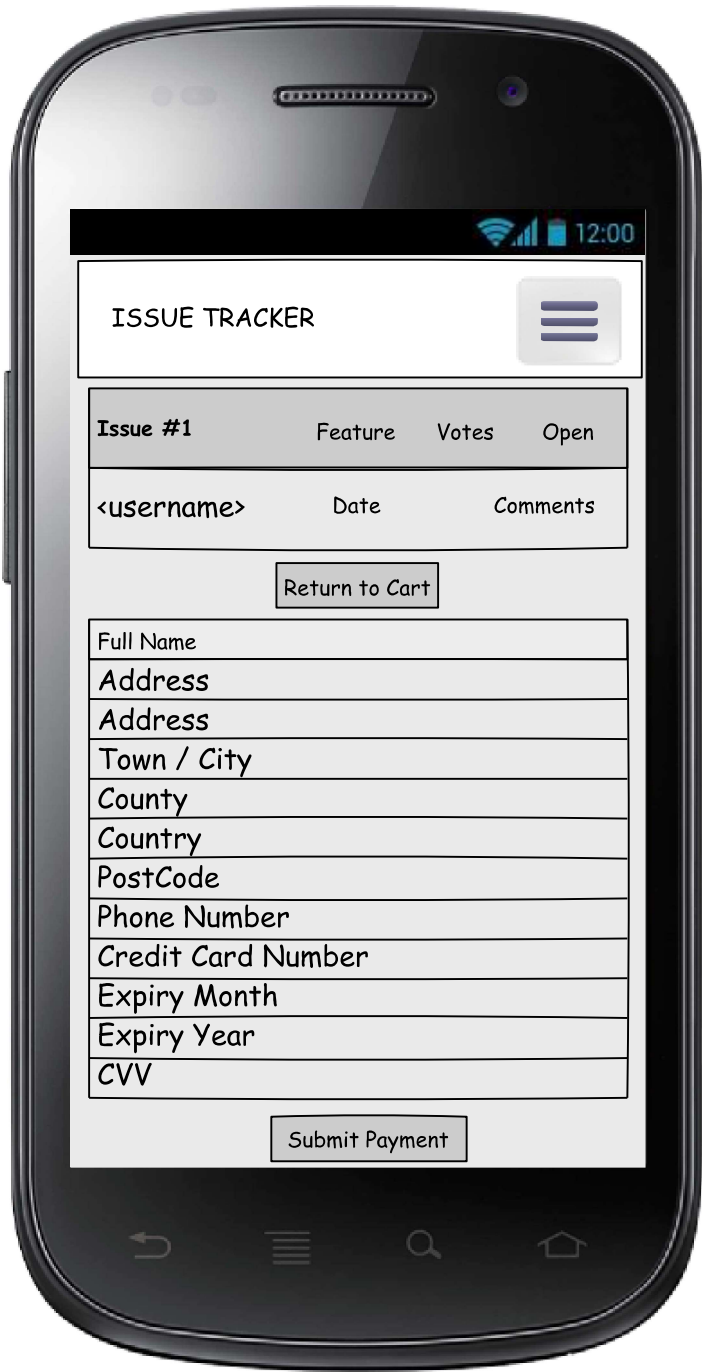 12:00
ISSUE TRACKER
Issue #1 Feature Votes Open
<username> Date Comments
Return to Cart
Full Name
Address
Address
Town / City
County
Country
PostCode
Phone Number
Credit Card Number
Expiry Month
Expiry Year
CVV
Submit Payment